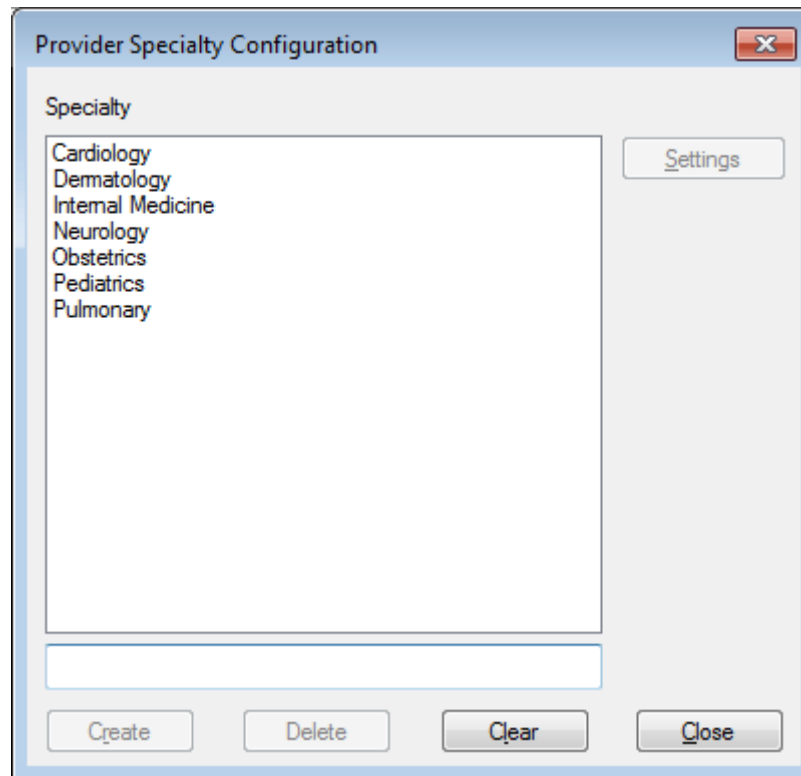 Provider Specialty Configuration
Specialty
Cardiology
Dermatology
Internal Medicine
Neurology
Obstetrics
Pediatrics
Pulmonary
Settings
Create
Delete
Clear
Close